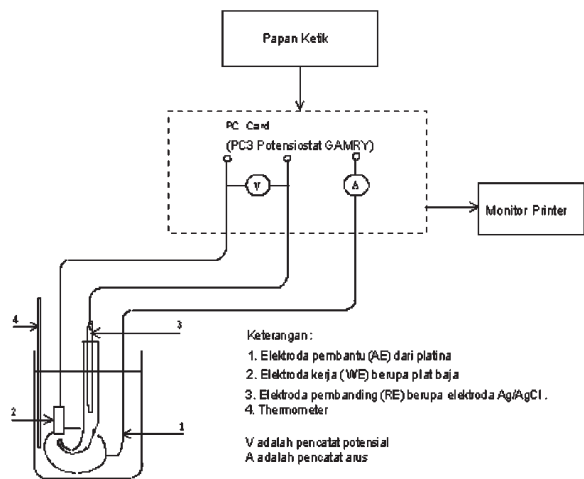 Papan Ketik
PC Card
(PC3 Potensiostat GAMRY)
V
A
Monitor Printer
4
3
2
1
Keterangan :
1. Elektroda pembantu (AE) dari platina
2. Elektroda kerja (WE) berupa plat baja
3. Elektroda pembanding (RE) berupa elektroda Ag/AgCl .
4. Thermometer
V adalah pencatat potensial
A adalah pencatat arus